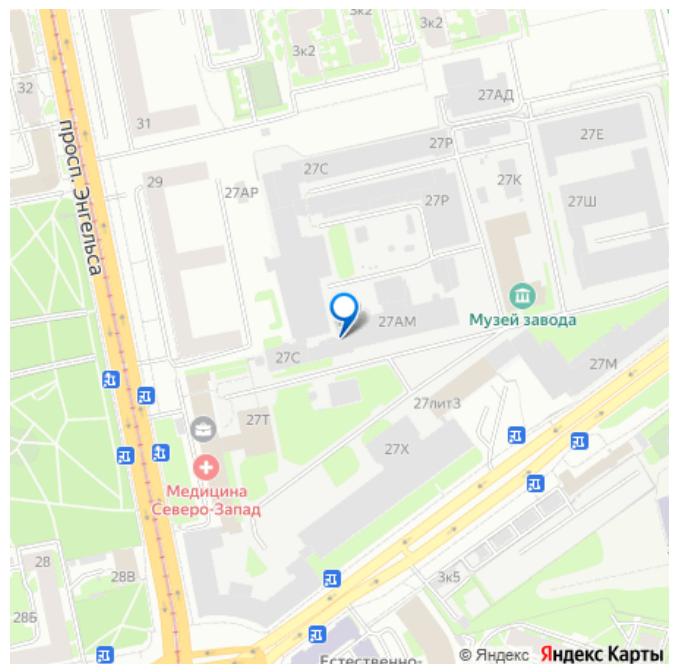 3к2
3к2
3к2
32
27АД
31
27Р
27Е
27С
29
27К
27АР
27Р
27Ш
просп. Энгельса
27АМ
Музей завода
27С
27М
27литЗ
27Т
27Х
Медицина
Северо-Запад
28
28В
3к5
28Б
Естественно-
© Яндекс Яндекс Карты